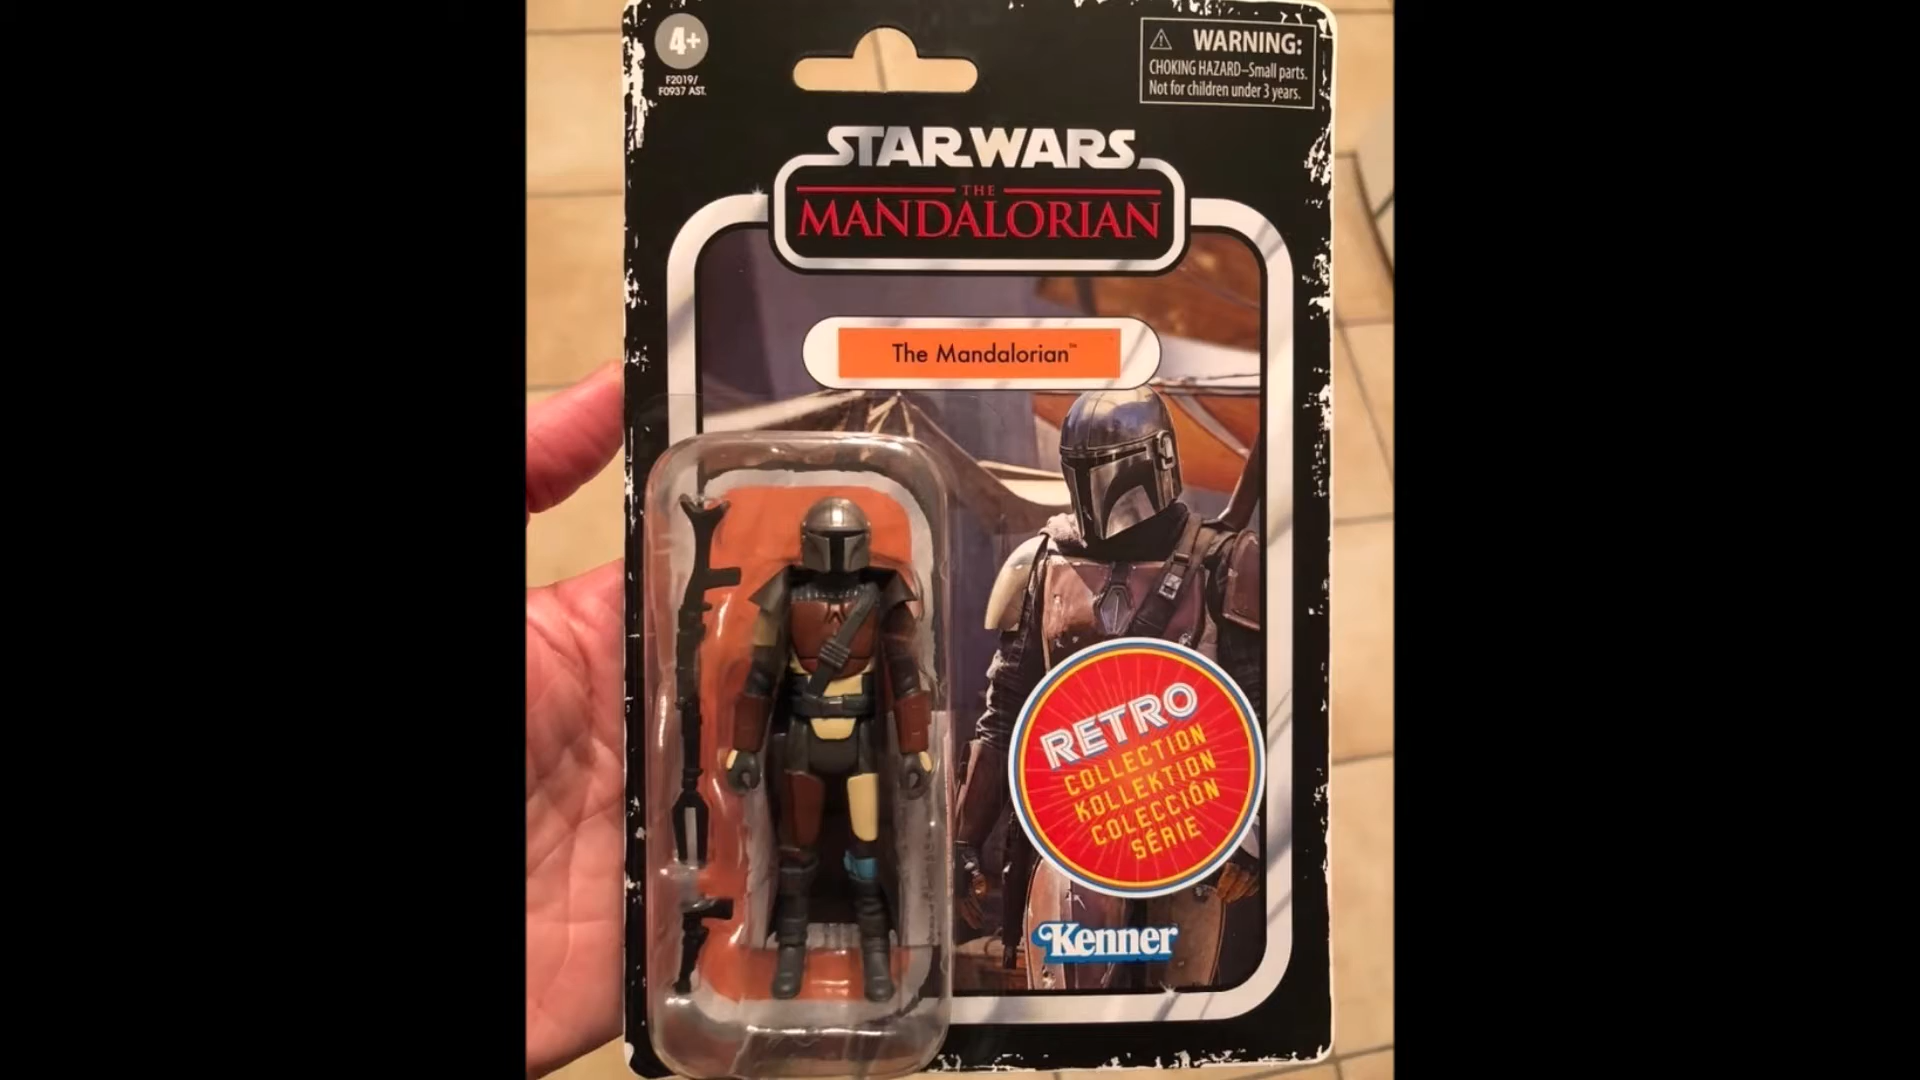 4+
F2019/
F0937 AST.
WARNING:
CHOKING HAZARD–Small parts.
Not for children under 3 years.
STAR WARS
THE
MANDALORIAN
The Mandalorian™
RETRO
COLLECTION
KOLLEKTION
COLECCIÓN
SÉRIE
Kenner